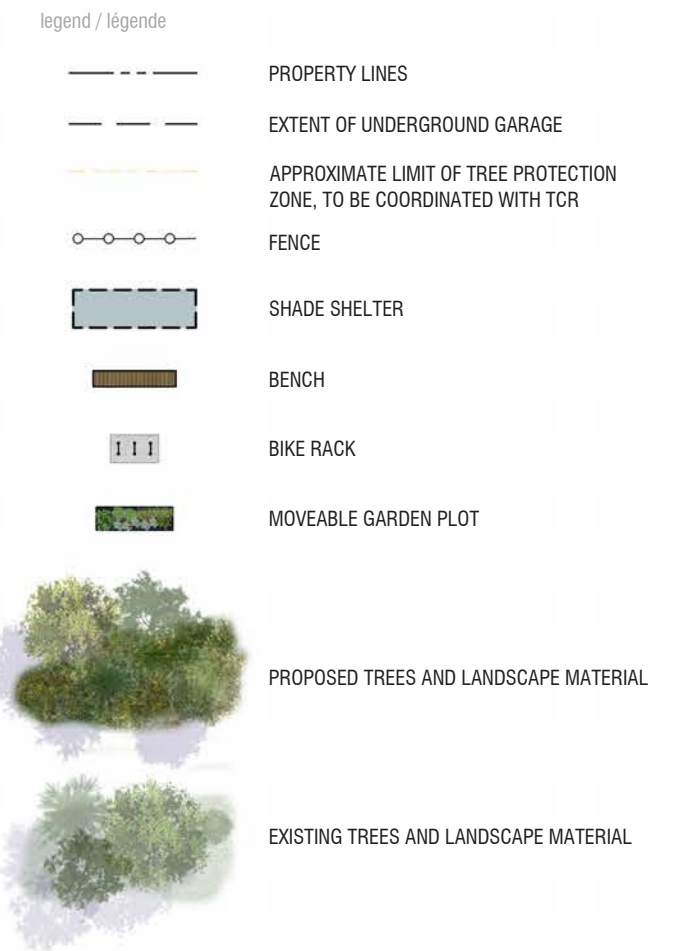 legend / légende
PROPERTY LINES
EXTENT OF UNDERGROUND GARAGE
APPROXIMATE LIMIT OF TREE PROTECTION
ZONE, TO BE COORDINATED WITH TCR
FENCE
SHADE SHELTER
BENCH
BIKE RACK
MOVEABLE GARDEN PLOT
PROPOSED TREES AND LANDSCAPE MATERIAL
EXISTING TREES AND LANDSCAPE MATERIAL